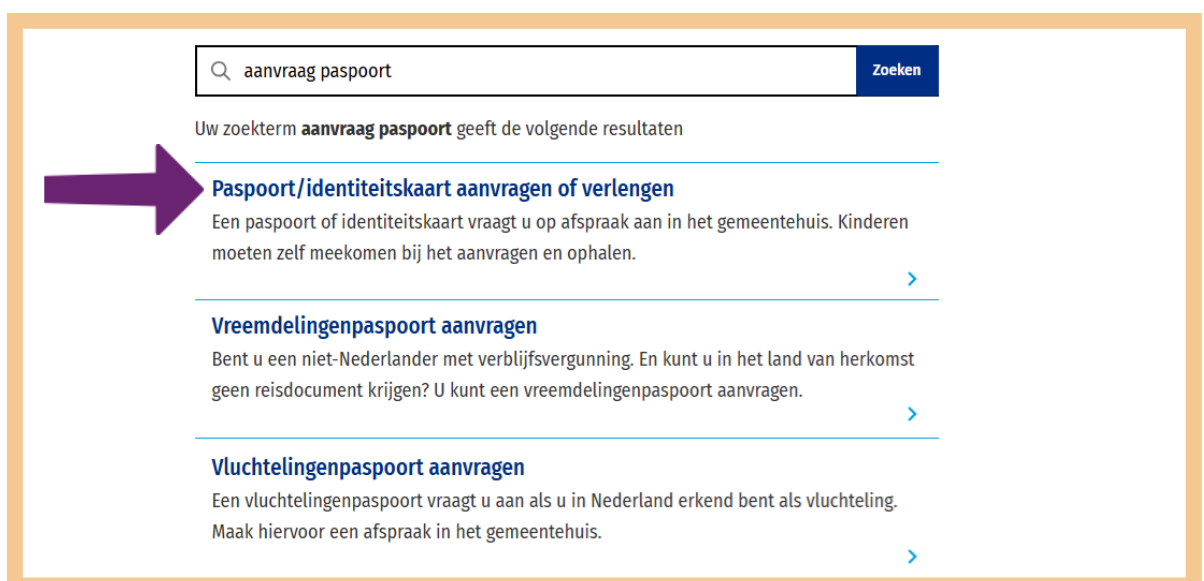 aanvraag paspoort
Zoeken
Uw zoekterm aanvraag paspoort geeft de volgende resultaten
Paspoort/identiteitskaart aanvragen of verlengen
Een paspoort of identiteitskaart vraagt u op afspraak aan in het gemeentehuis. Kinderen
moeten zelf meekomen bij het aanvragen en ophalen.
Vreemdelingenpaspoort aanvragen
Bent u een niet-Nederlander met verblijfsvergunning. En kunt u in het land van herkomst
geen reisdocument krijgen? U kunt een vreemdelingenpaspoort aanvragen.
Vluchtelingenpaspoort aanvragen
Een vluchtelingenpaspoort vraagt u aan als u in Nederland erkend bent als vluchteling.
Maak hiervoor een afspraak in het gemeentehuis.